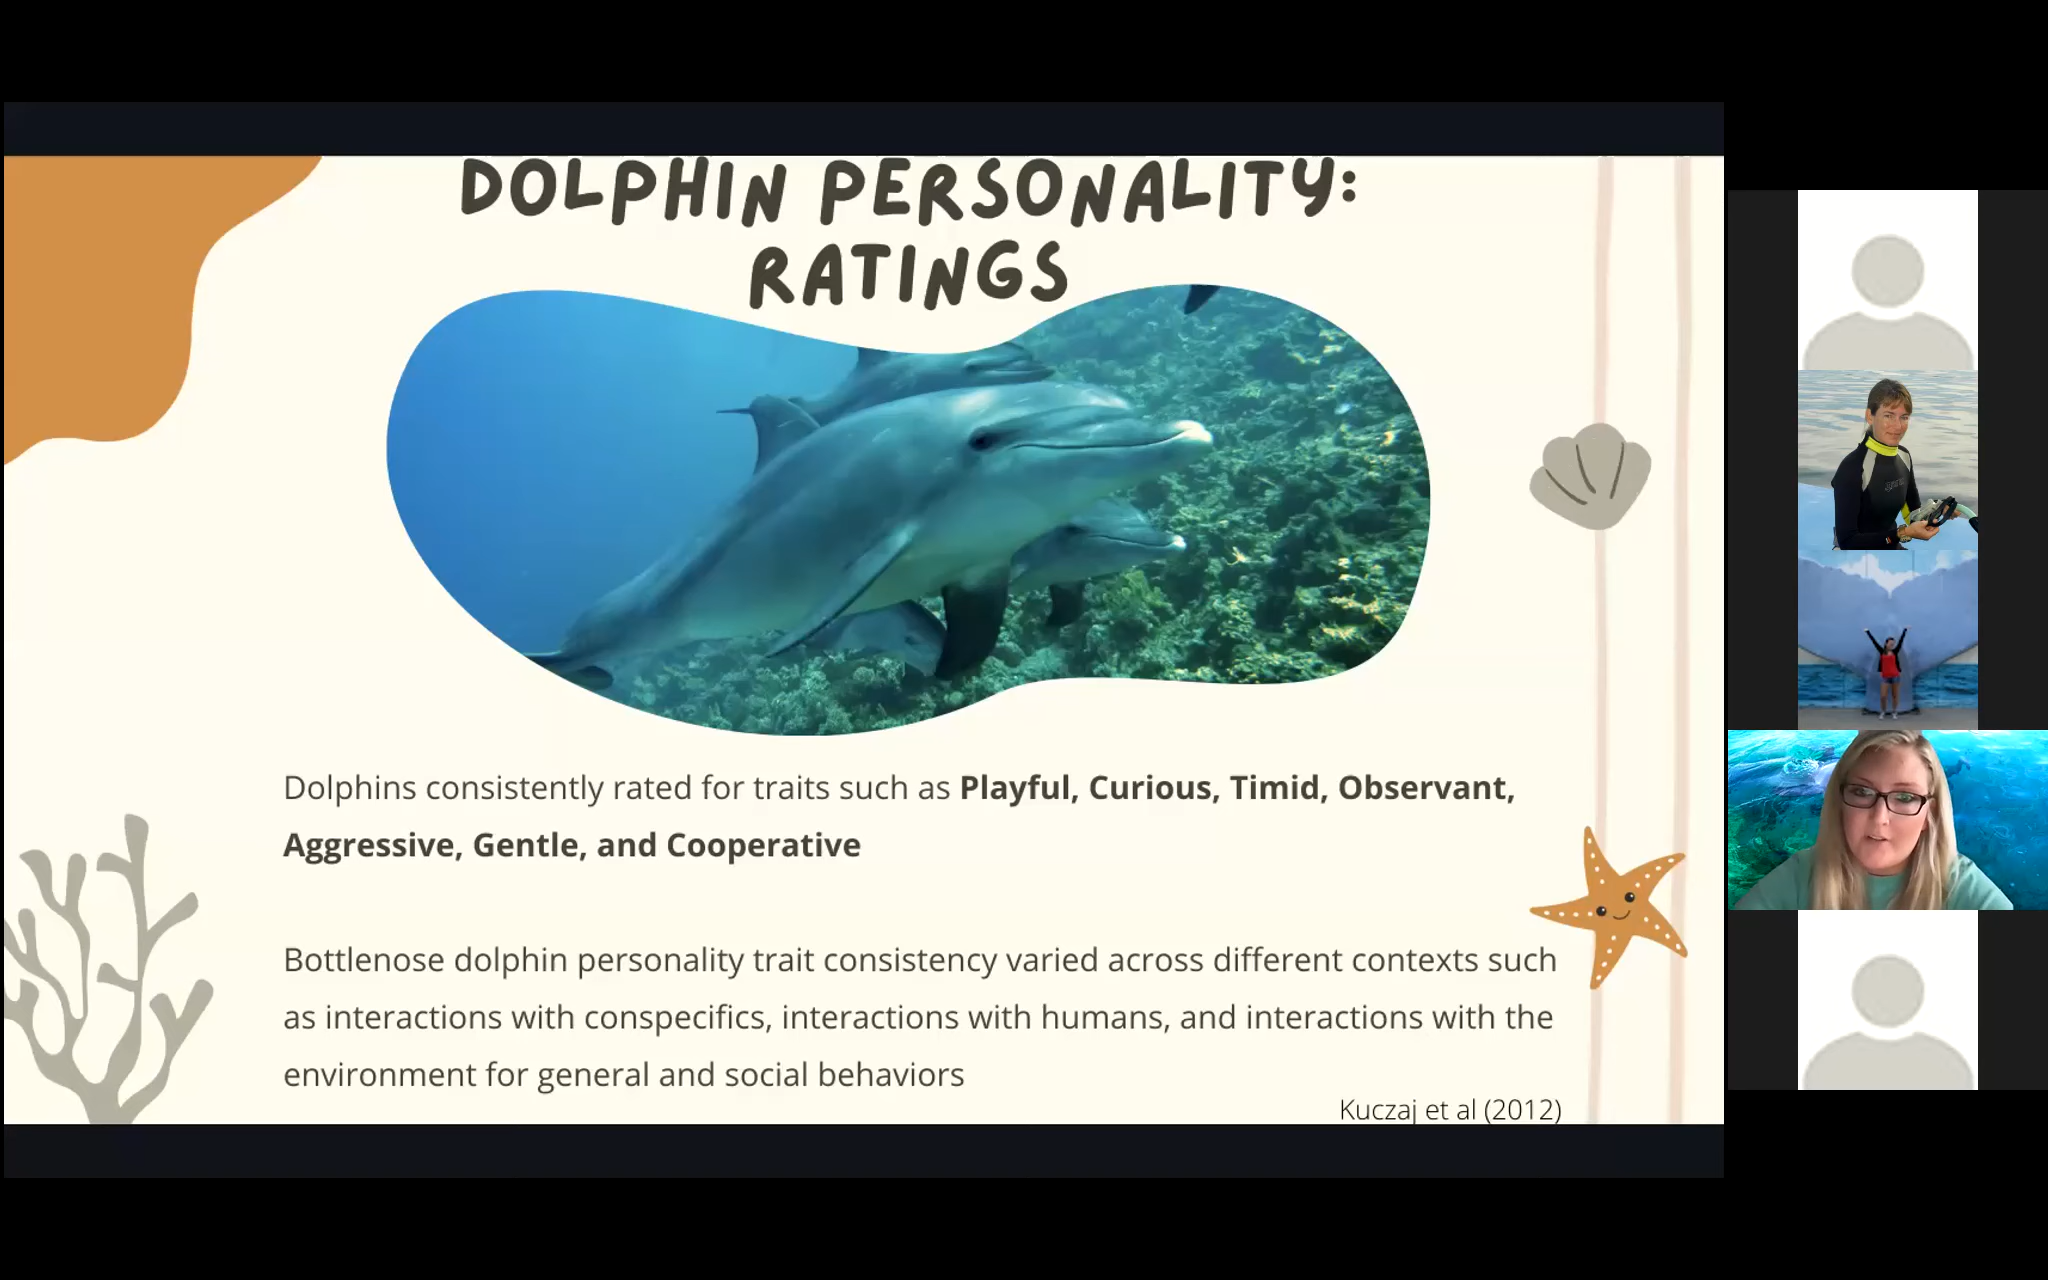 DOLPHIN PERSONALITY:
RATINGS
Dolphins consistently rated for traits such as Playful, Curious, Timid, Observant,
Aggressive, Gentle, and Cooperative
Bottlenose dolphin personality trait consistency varied across different contexts such
as interactions with conspecifics, interactions with humans, and interactions with the
environment for general and social behaviors
Kuczaj et al (2012)